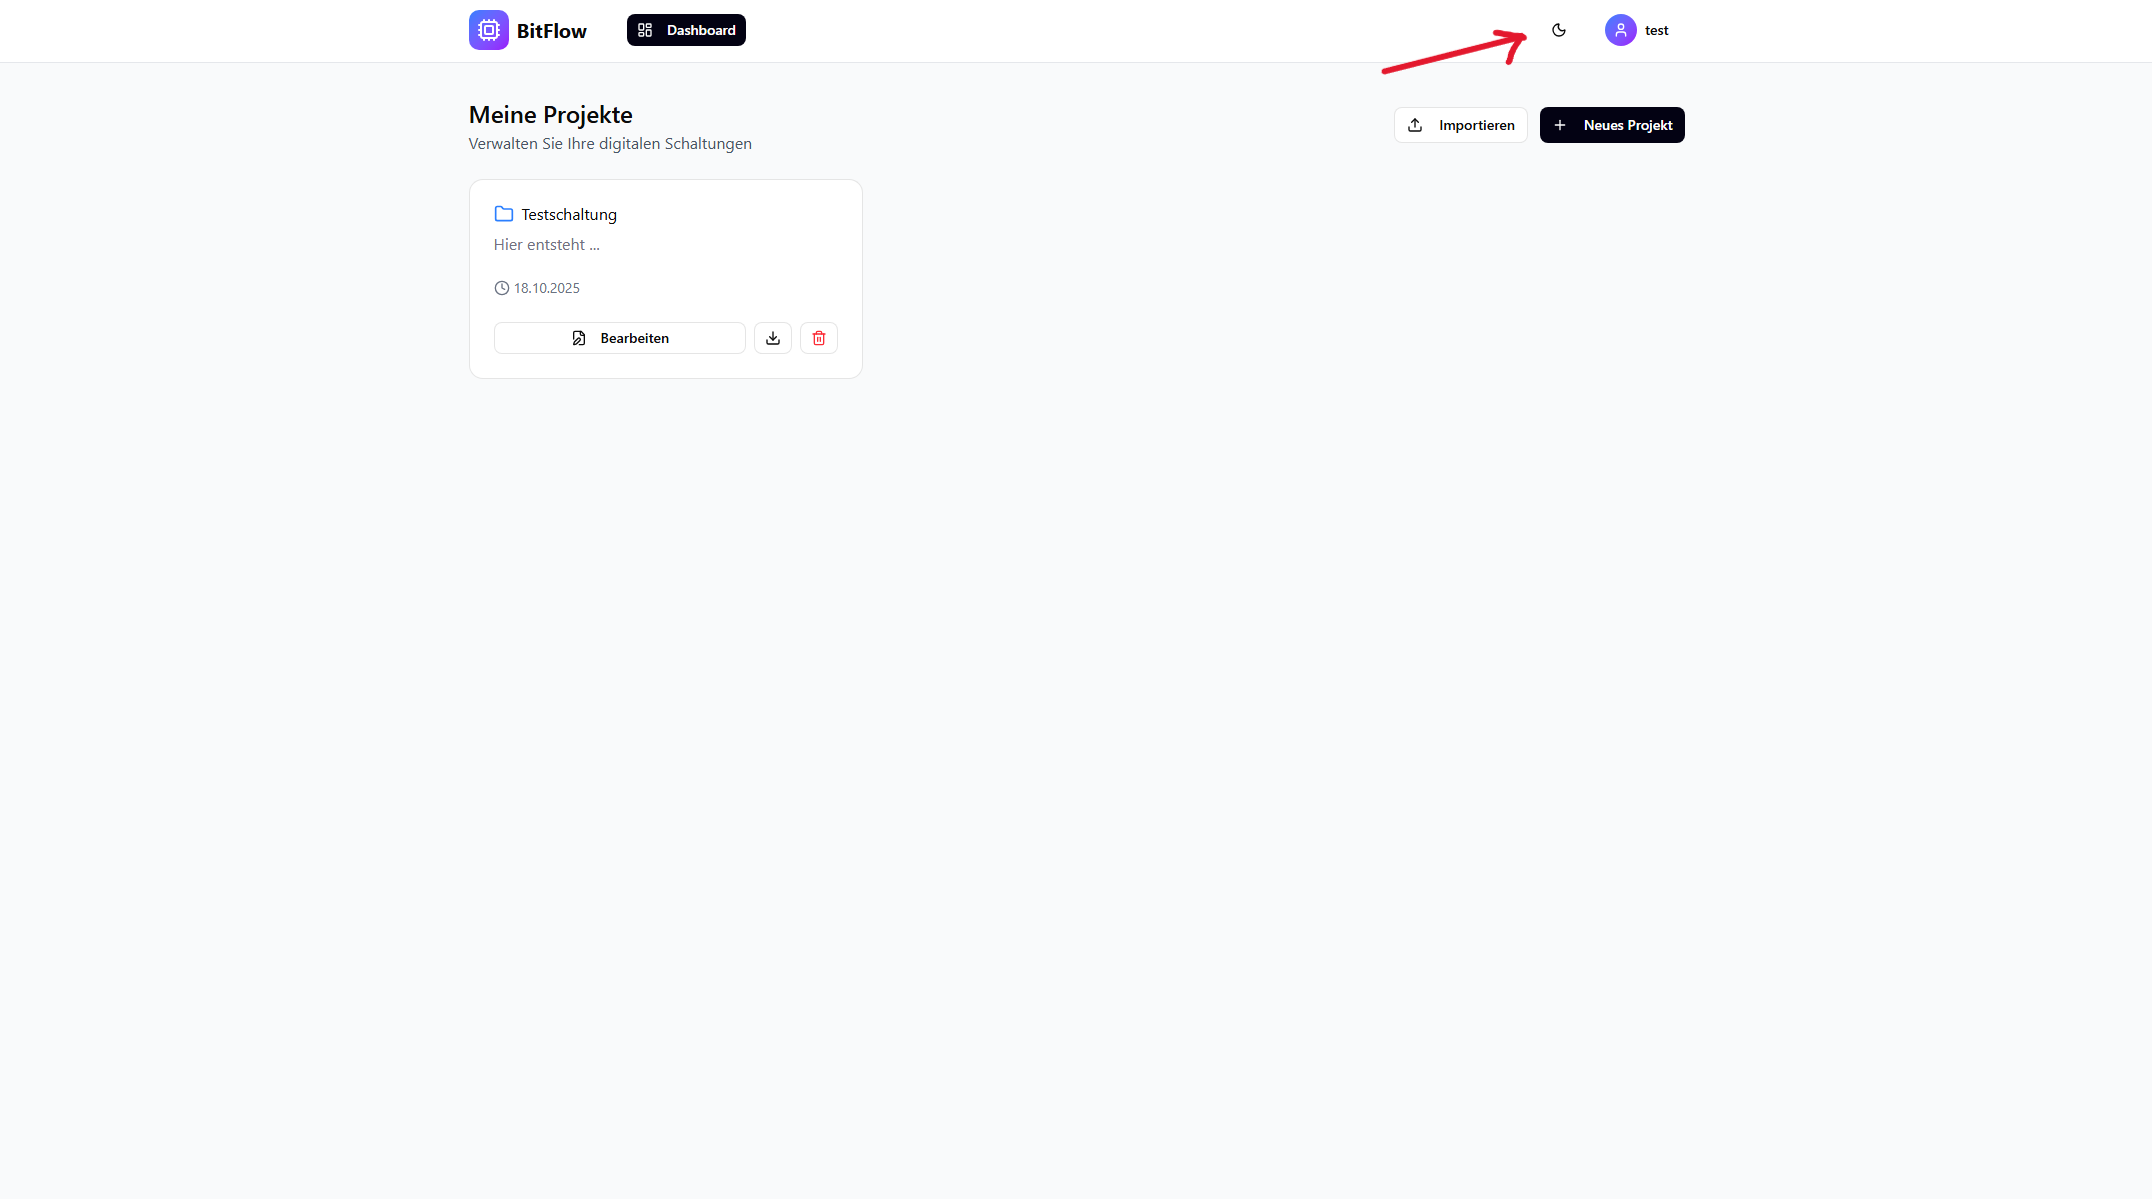 BitFlow
Dashboard
test
Meine Projekte
Verwalten Sie Ihre digitalen Schaltungen
Importieren
Neues Projekt
Testschaltung
Hier entsteht ...
18.10.2025
Bearbeiten